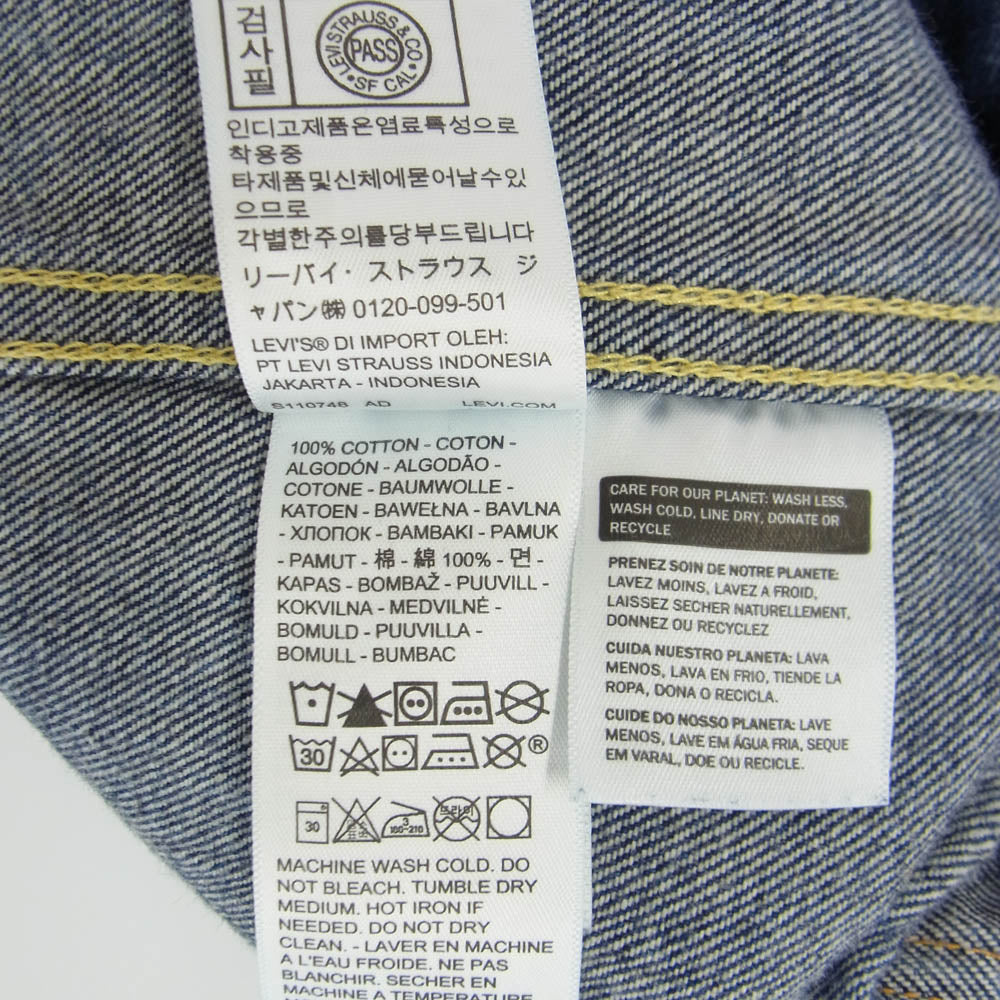 검
사
필
LEVI STRAUSS & CO
PASS
SF CAL
인디고제품은염료특성으로
착용중
타제품및신체에묻어날수있
으므로
각별한주의를당부드립니다
リーバイ・ストラウス ジ
ャパン㈱ 0120-099-501
LEVI'S® DI IMPORT OLEH:
PT LEVI STRAUSS INDONESIA
JAKARTA - INDONESIA
S110748 AD LEVI.COM
100% COTTON - COTON -
ALGODÓN - ALGODÃO -
COTONE - BAUMWOLLE -
KATOEN - BAWEŁNA - BAVLNA
- ХЛОПОК - BAMBAKI - PAMUK
- PAMUT - 棉 - 綿 100% - 면 -
KAPAS - BOMBAŽ - PUUVILL -
KOKVILNA - MEDVILNĖ -
BOMULD - PUUVILLA -
BOMULL - BUMBAC
30 ®
30 3 180-210 드라이
MACHINE WASH COLD. DO
NOT BLEACH. TUMBLE DRY
MEDIUM. HOT IRON IF
NEEDED. DO NOT DRY
CLEAN. - LAVER EN MACHINE
A L'EAU FROIDE. NE PAS
BLANCHIR. SECHER EN
MACHINE A TEMPERATURE
CARE FOR OUR PLANET: WASH LESS,
WASH COLD, LINE DRY, DONATE OR
RECYCLE
PRENEZ SOIN DE NOTRE PLANETE:
LAVEZ MOINS, LAVEZ A FROID,
LAISSEZ SECHER NATURELLEMENT,
DONNEZ OU RECYCLEZ
CUIDA NUESTRO PLANETA: LAVA
MENOS, LAVA EN FRIO, TIENDE LA
ROPA, DONA O RECICLA.
CUIDE DO NOSSO PLANETA: LAVE
MENOS, LAVE EM ÁGUA FRIA, SEQUE
EM VARAL, DOE OU RECICLE.